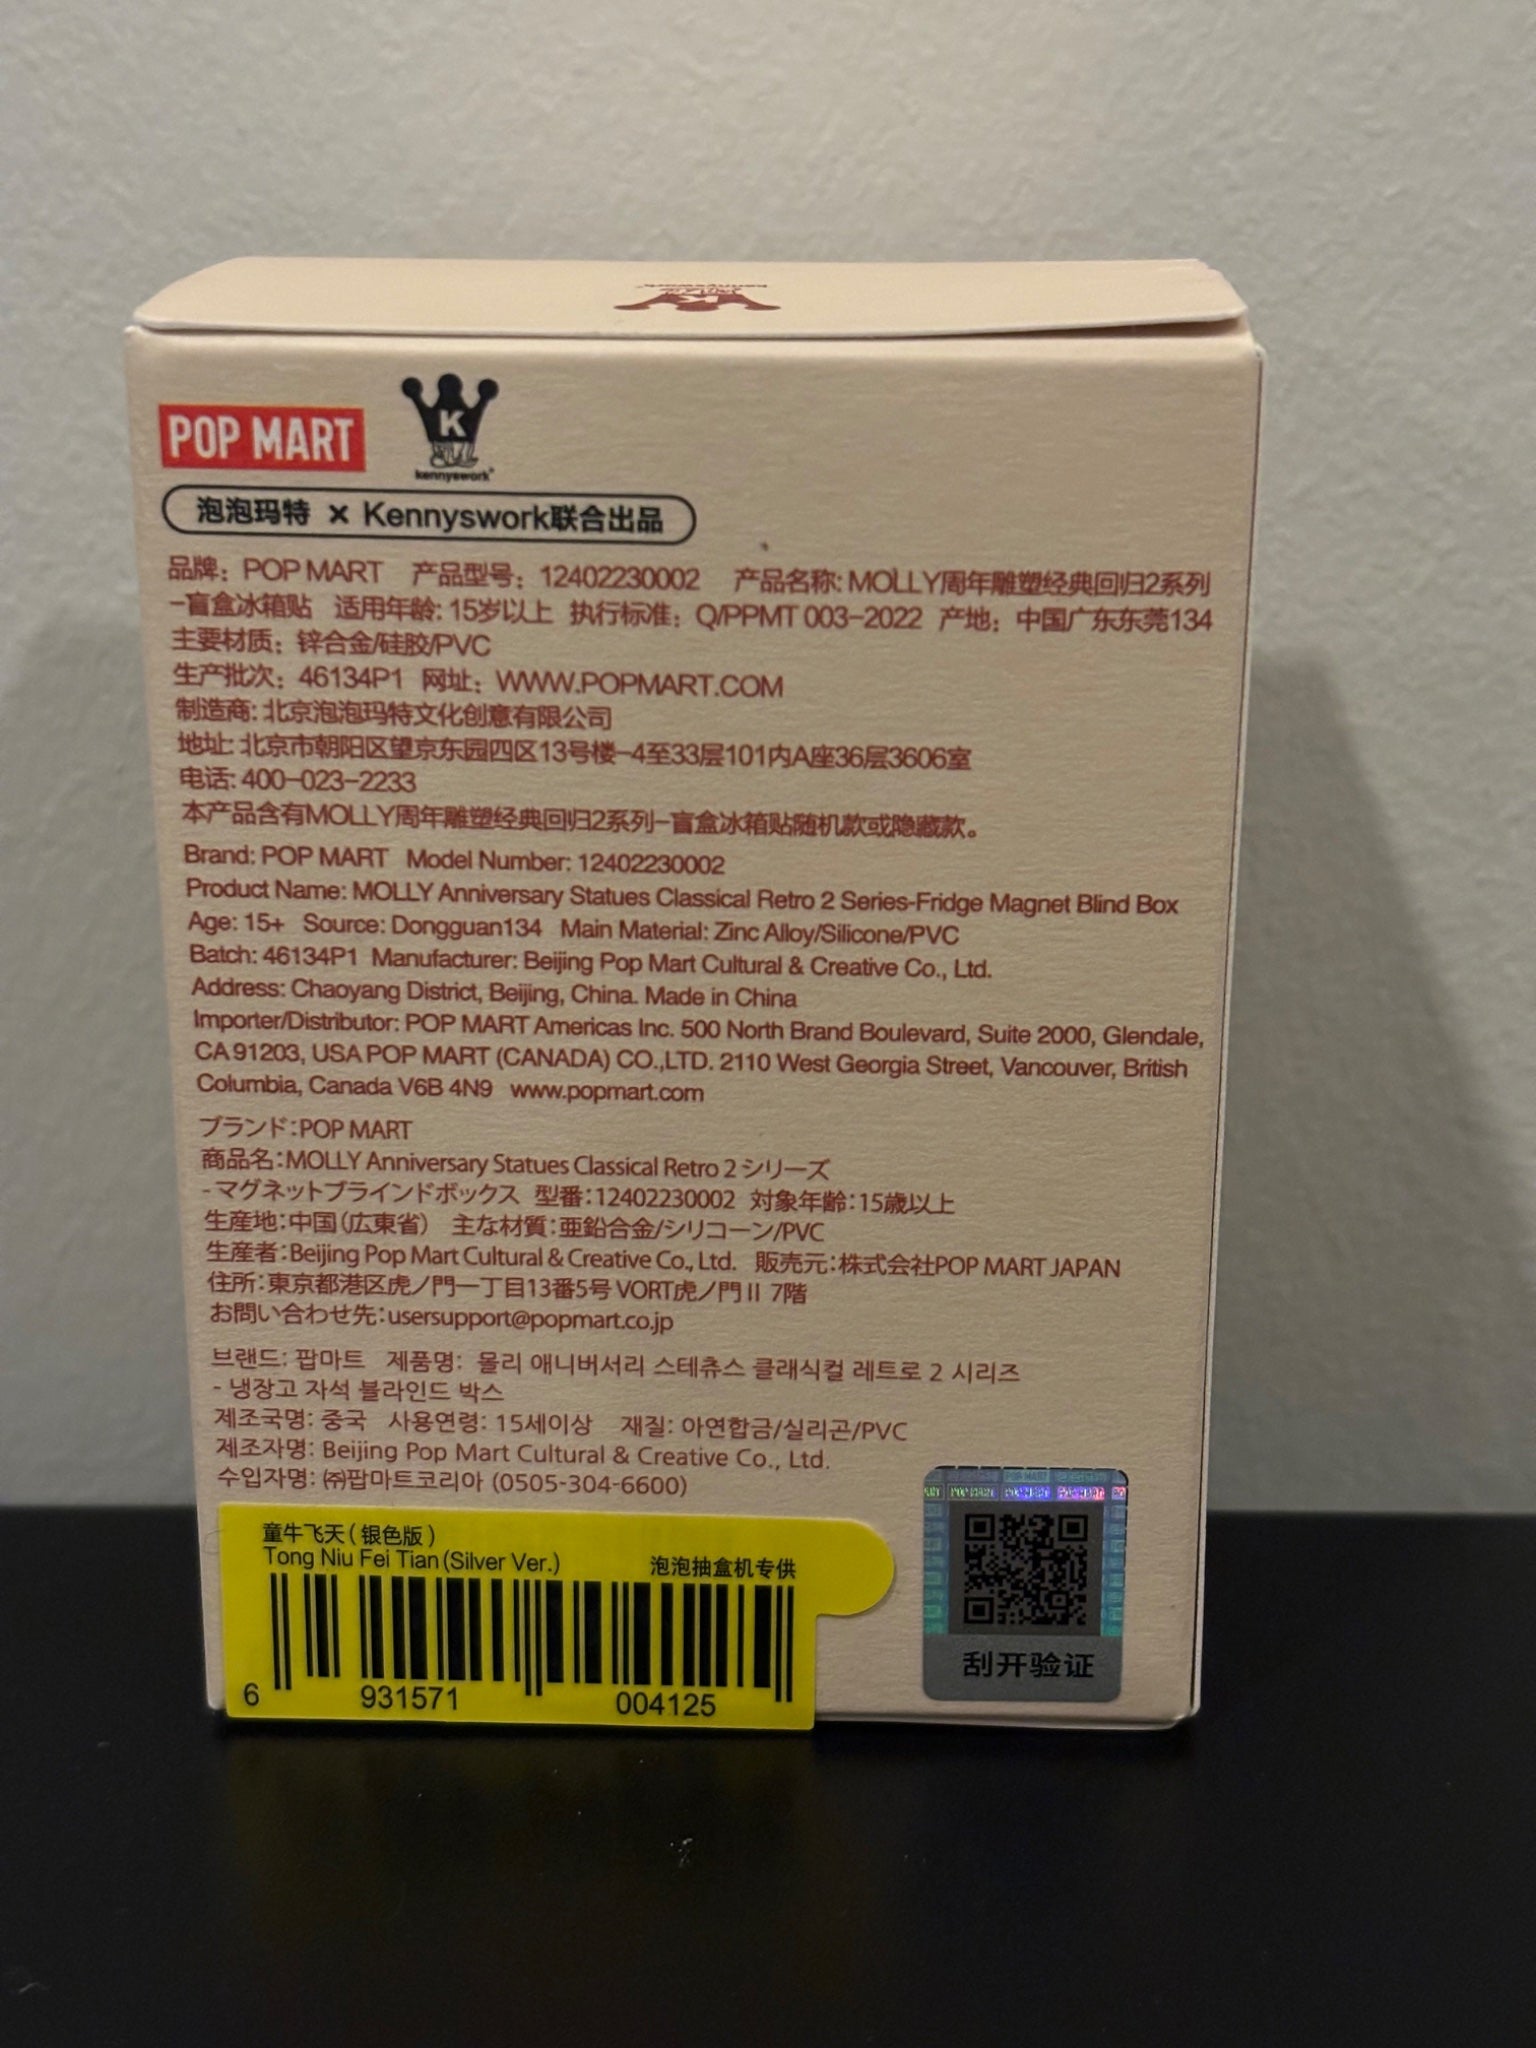 POP MART
K
kennyswork
泡泡玛特 × Kennyswork联合出品
品牌：POP MART 产品型号：12402230002 产品名称: MOLLY周年雕塑经典回归2系列
-盲盒冰箱贴 适用年龄: 15岁以上 执行标准：Q/PPMT 003-2022 产地：中国广东东莞134
主要材质：锌合金/硅胶/PVC
生产批次：46134P1 网址：WWW.POPMART.COM
制造商: 北京泡泡玛特文化创意有限公司
地址: 北京市朝阳区望京东园四区13号楼-4至33层101内A座36层3606室
电话: 400-023-2233
本产品含有MOLLY周年雕塑经典回归2系列-盲盒冰箱贴随机款或隐藏款。
Brand: POP MART Model Number: 12402230002
Product Name: MOLLY Anniversary Statues Classical Retro 2 Series-Fridge Magnet Blind Box
Age: 15+ Source: Dongguan134 Main Material: Zinc Alloy/Silicone/PVC
Batch: 46134P1 Manufacturer: Beijing Pop Mart Cultural & Creative Co., Ltd.
Address: Chaoyang District, Beijing, China. Made in China
Importer/Distributor: POP MART Americas Inc. 500 North Brand Boulevard, Suite 2000, Glendale,
CA 91203, USA POP MART (CANADA) CO.,LTD. 2110 West Georgia Street, Vancouver, British
Columbia, Canada V6B 4N9 www.popmart.com
ブランド：POP MART
商品名：MOLLY Anniversary Statues Classical Retro 2 シリーズ
- マグネットブラインドボックス 型番：12402230002 対象年齢：15歳以上
生産地：中国（広東省） 主な材質：亜鉛合金/シリコーン/PVC
生産者：Beijing Pop Mart Cultural & Creative Co., Ltd. 販売元：株式会社POP MART JAPAN
住所：東京都港区虎ノ門一丁目13番5号 VORT虎ノ門Ⅱ 7階
お問い合わせ先：usersupport@popmart.co.jp
브랜드: 팝마트 제품명: 몰리 애니버서리 스테츄스 클래식컬 레트로 2 시리즈
- 냉장고 자석 블라인드 박스
제조국명: 중국 사용연령: 15세이상 재질: 아연합금/실리곤/PVC
제조자명: Beijing Pop Mart Cultural & Creative Co., Ltd.
수입자명: ㈜팝마트코리아 (0505-304-6600)
童牛飞天(银色版)
Tong Niu Fei Tian (Silver Ver.) 泡泡抽盒机专供
6 931571 004125
POP MART POP MART POP MART
刮开验证